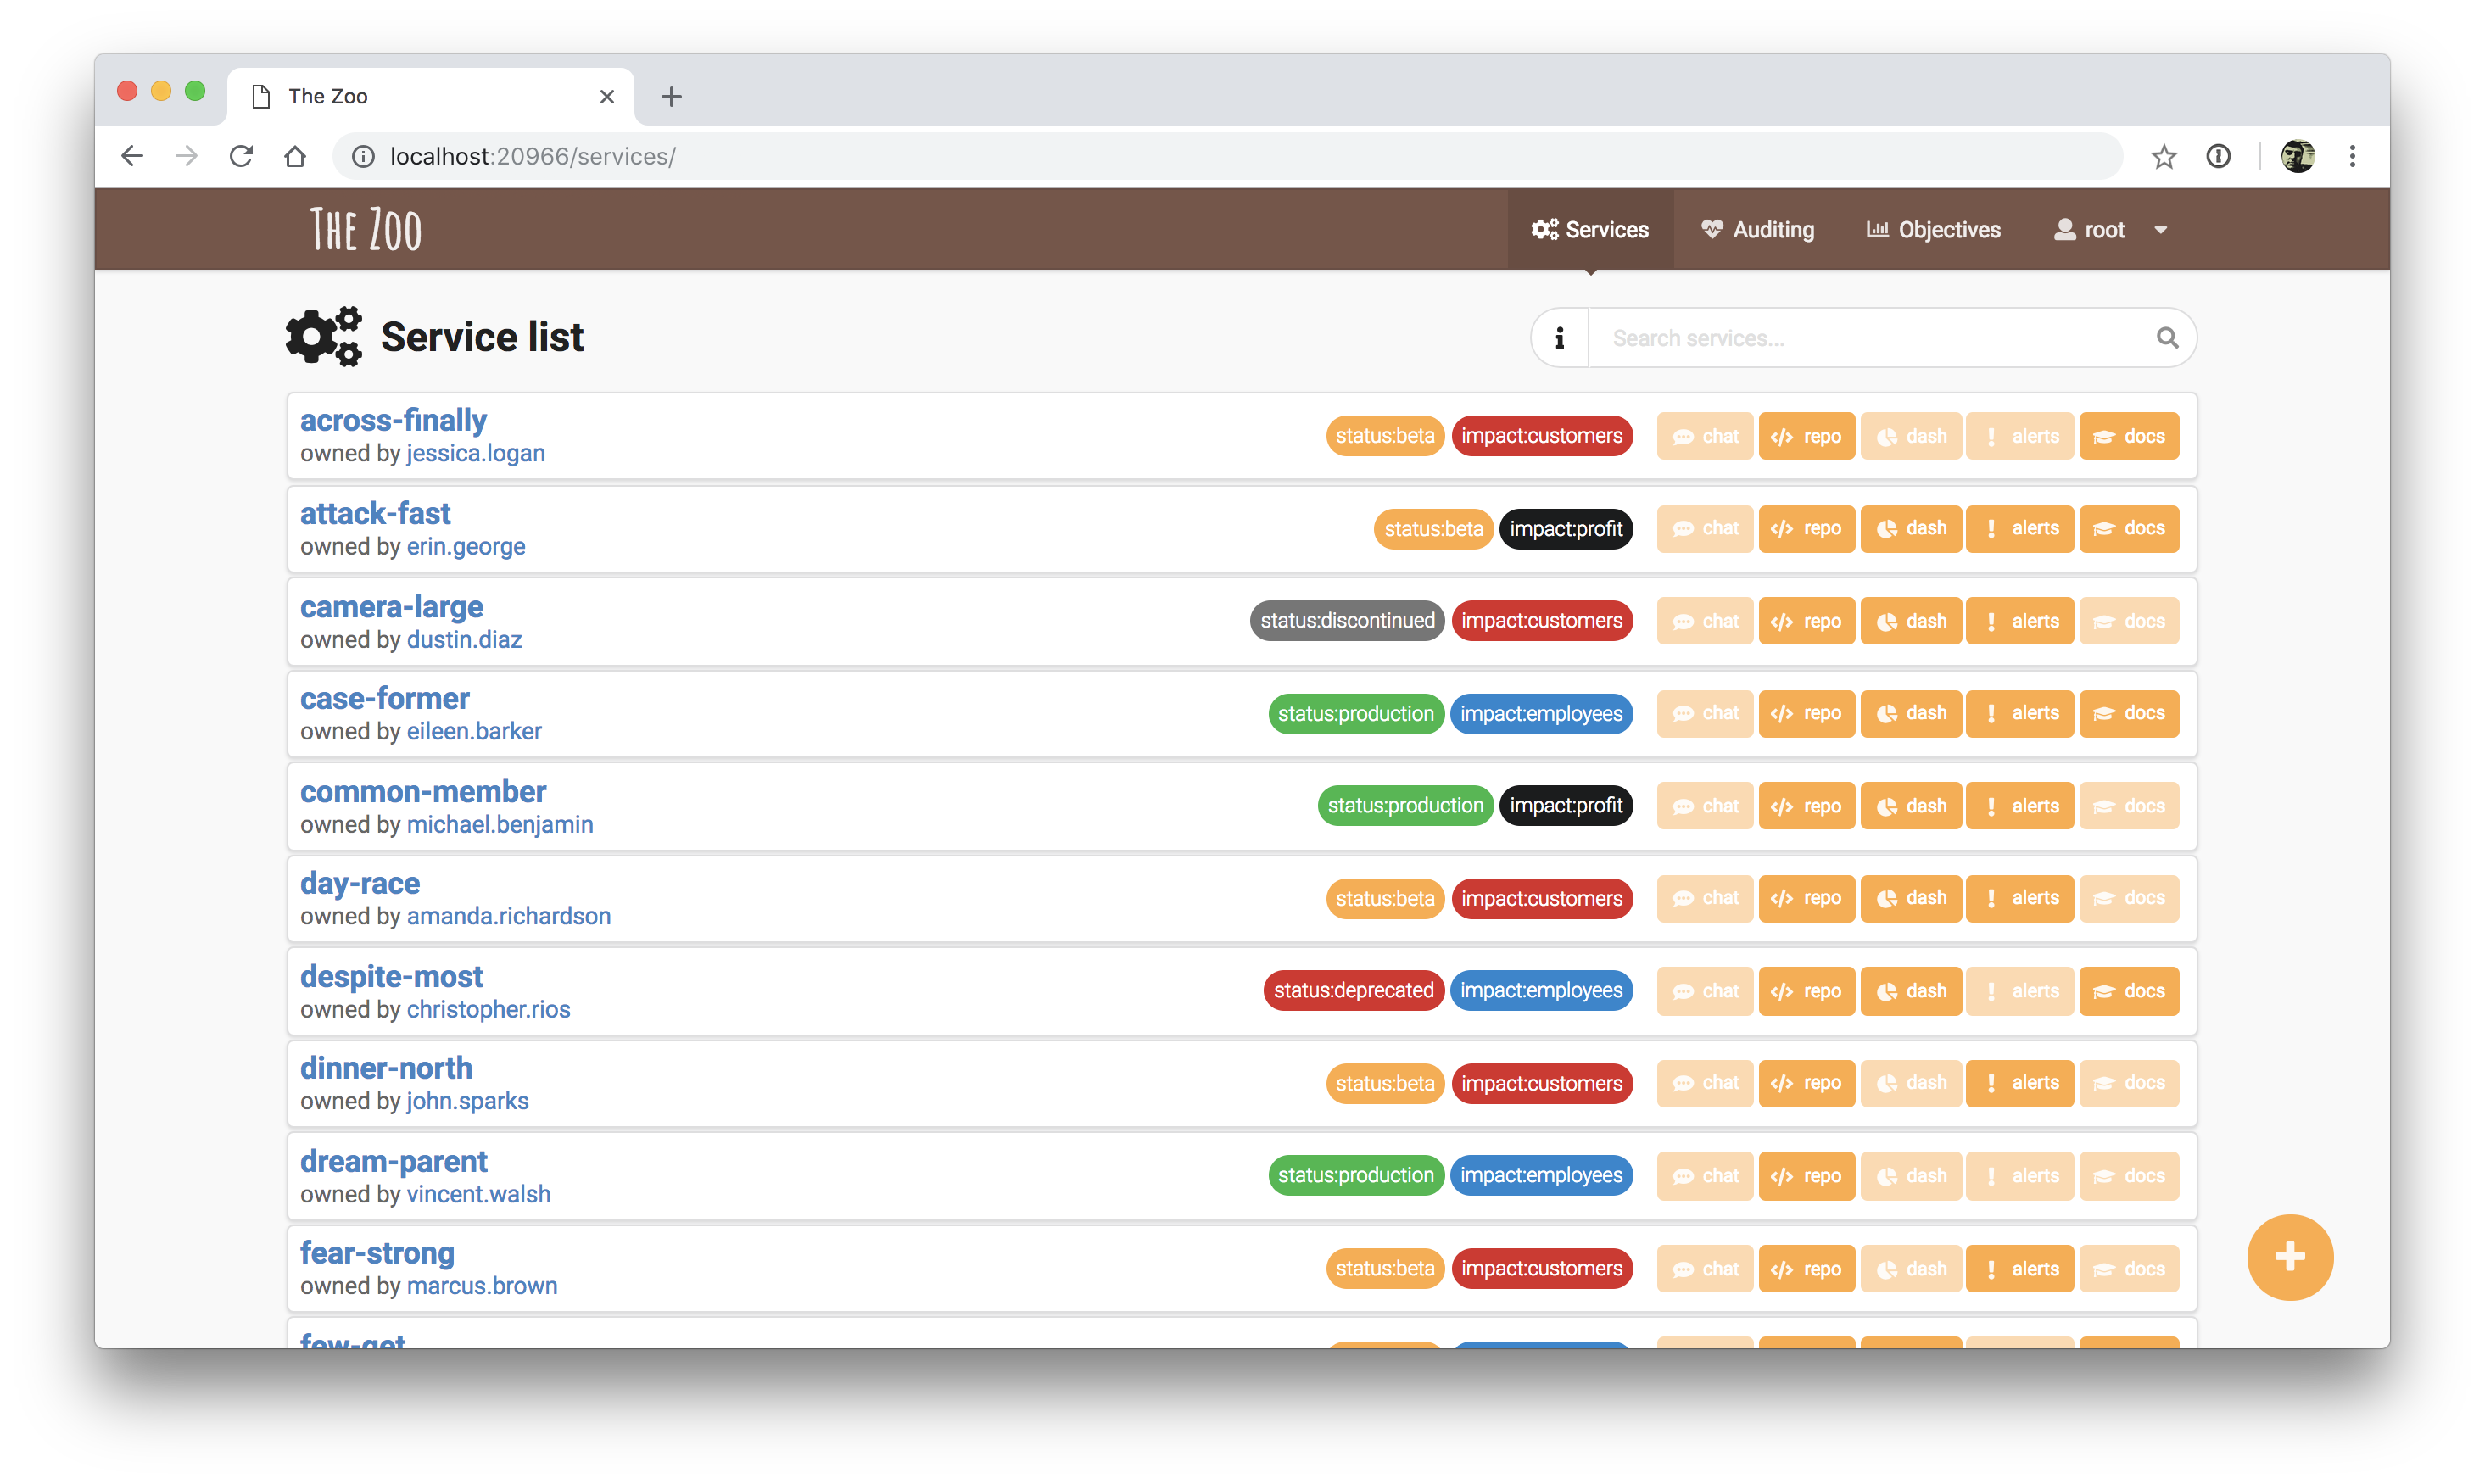 The Zoo
localhost:20966/services/
The Zoo
Services Auditing Objectives root
Service list
Search services...
across-finally
owned by jessica.logan
status:beta impact:customers chat repo dash alerts docs
attack-fast
owned by erin.george
status:beta impact:profit chat repo dash alerts docs
camera-large
owned by dustin.diaz
status:discontinued impact:customers chat repo dash alerts docs
case-former
owned by eileen.barker
status:production impact:employees chat repo dash alerts docs
common-member
owned by michael.benjamin
status:production impact:profit chat repo dash alerts docs
day-race
owned by amanda.richardson
status:beta impact:customers chat repo dash alerts docs
despite-most
owned by christopher.rios
status:deprecated impact:employees chat repo dash alerts docs
dinner-north
owned by john.sparks
status:beta impact:customers chat repo dash alerts docs
dream-parent
owned by vincent.walsh
status:production impact:employees chat repo dash alerts docs
fear-strong
owned by marcus.brown
status:beta impact:customers chat repo dash alerts docs
few-get